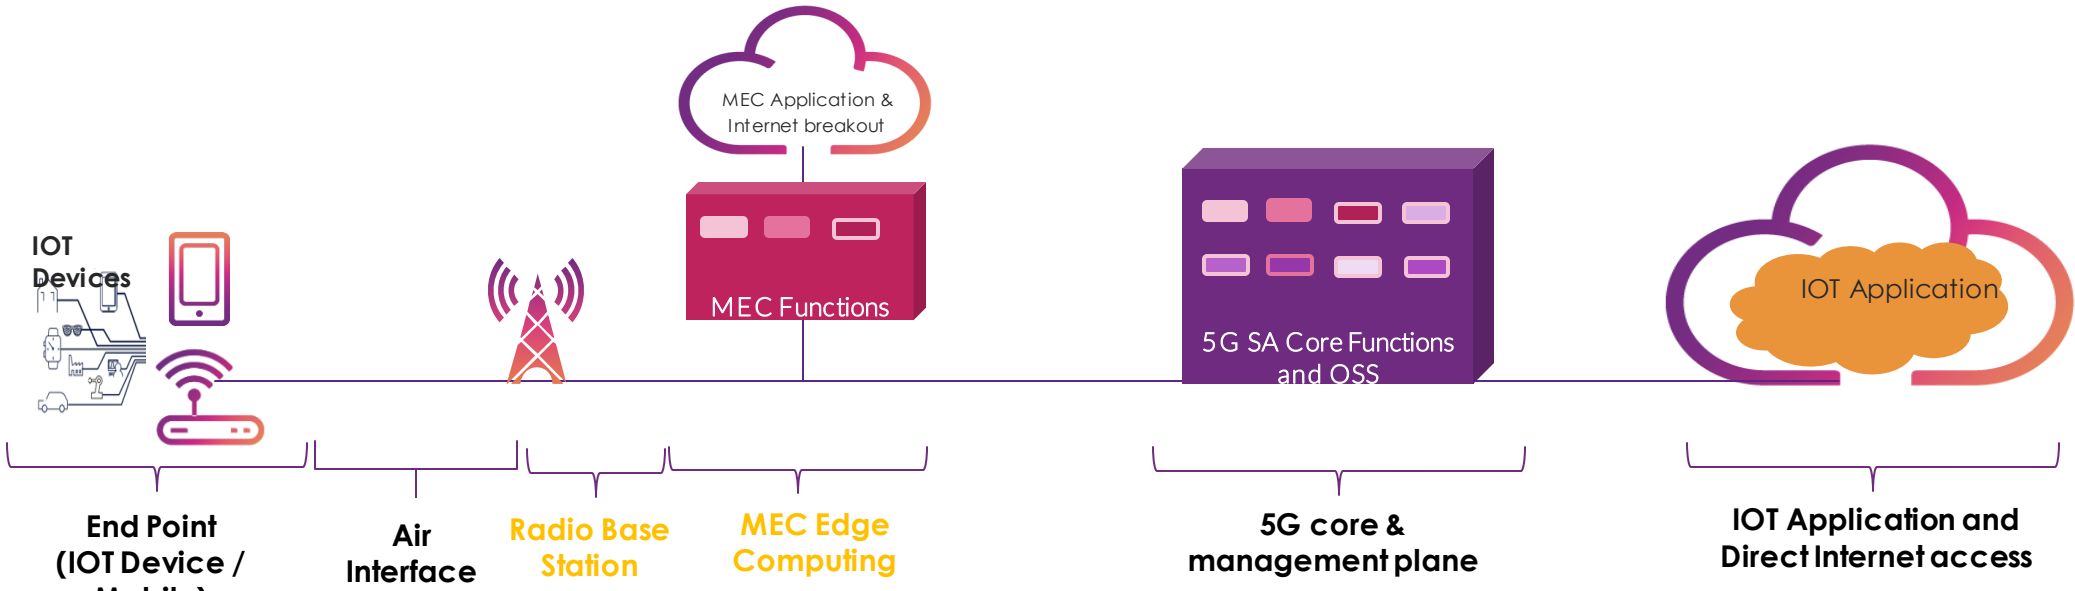 MEC Application &
Internet breakout
IOT
Devices
MEC Functions
5G SA Core Functions
and OSS
IOT Application
End Point
(IOT Device /
Air
Interface
Radio Base
Station
MEC Edge
Computing
5G core &
management plane
IOT Application and
Direct Internet access